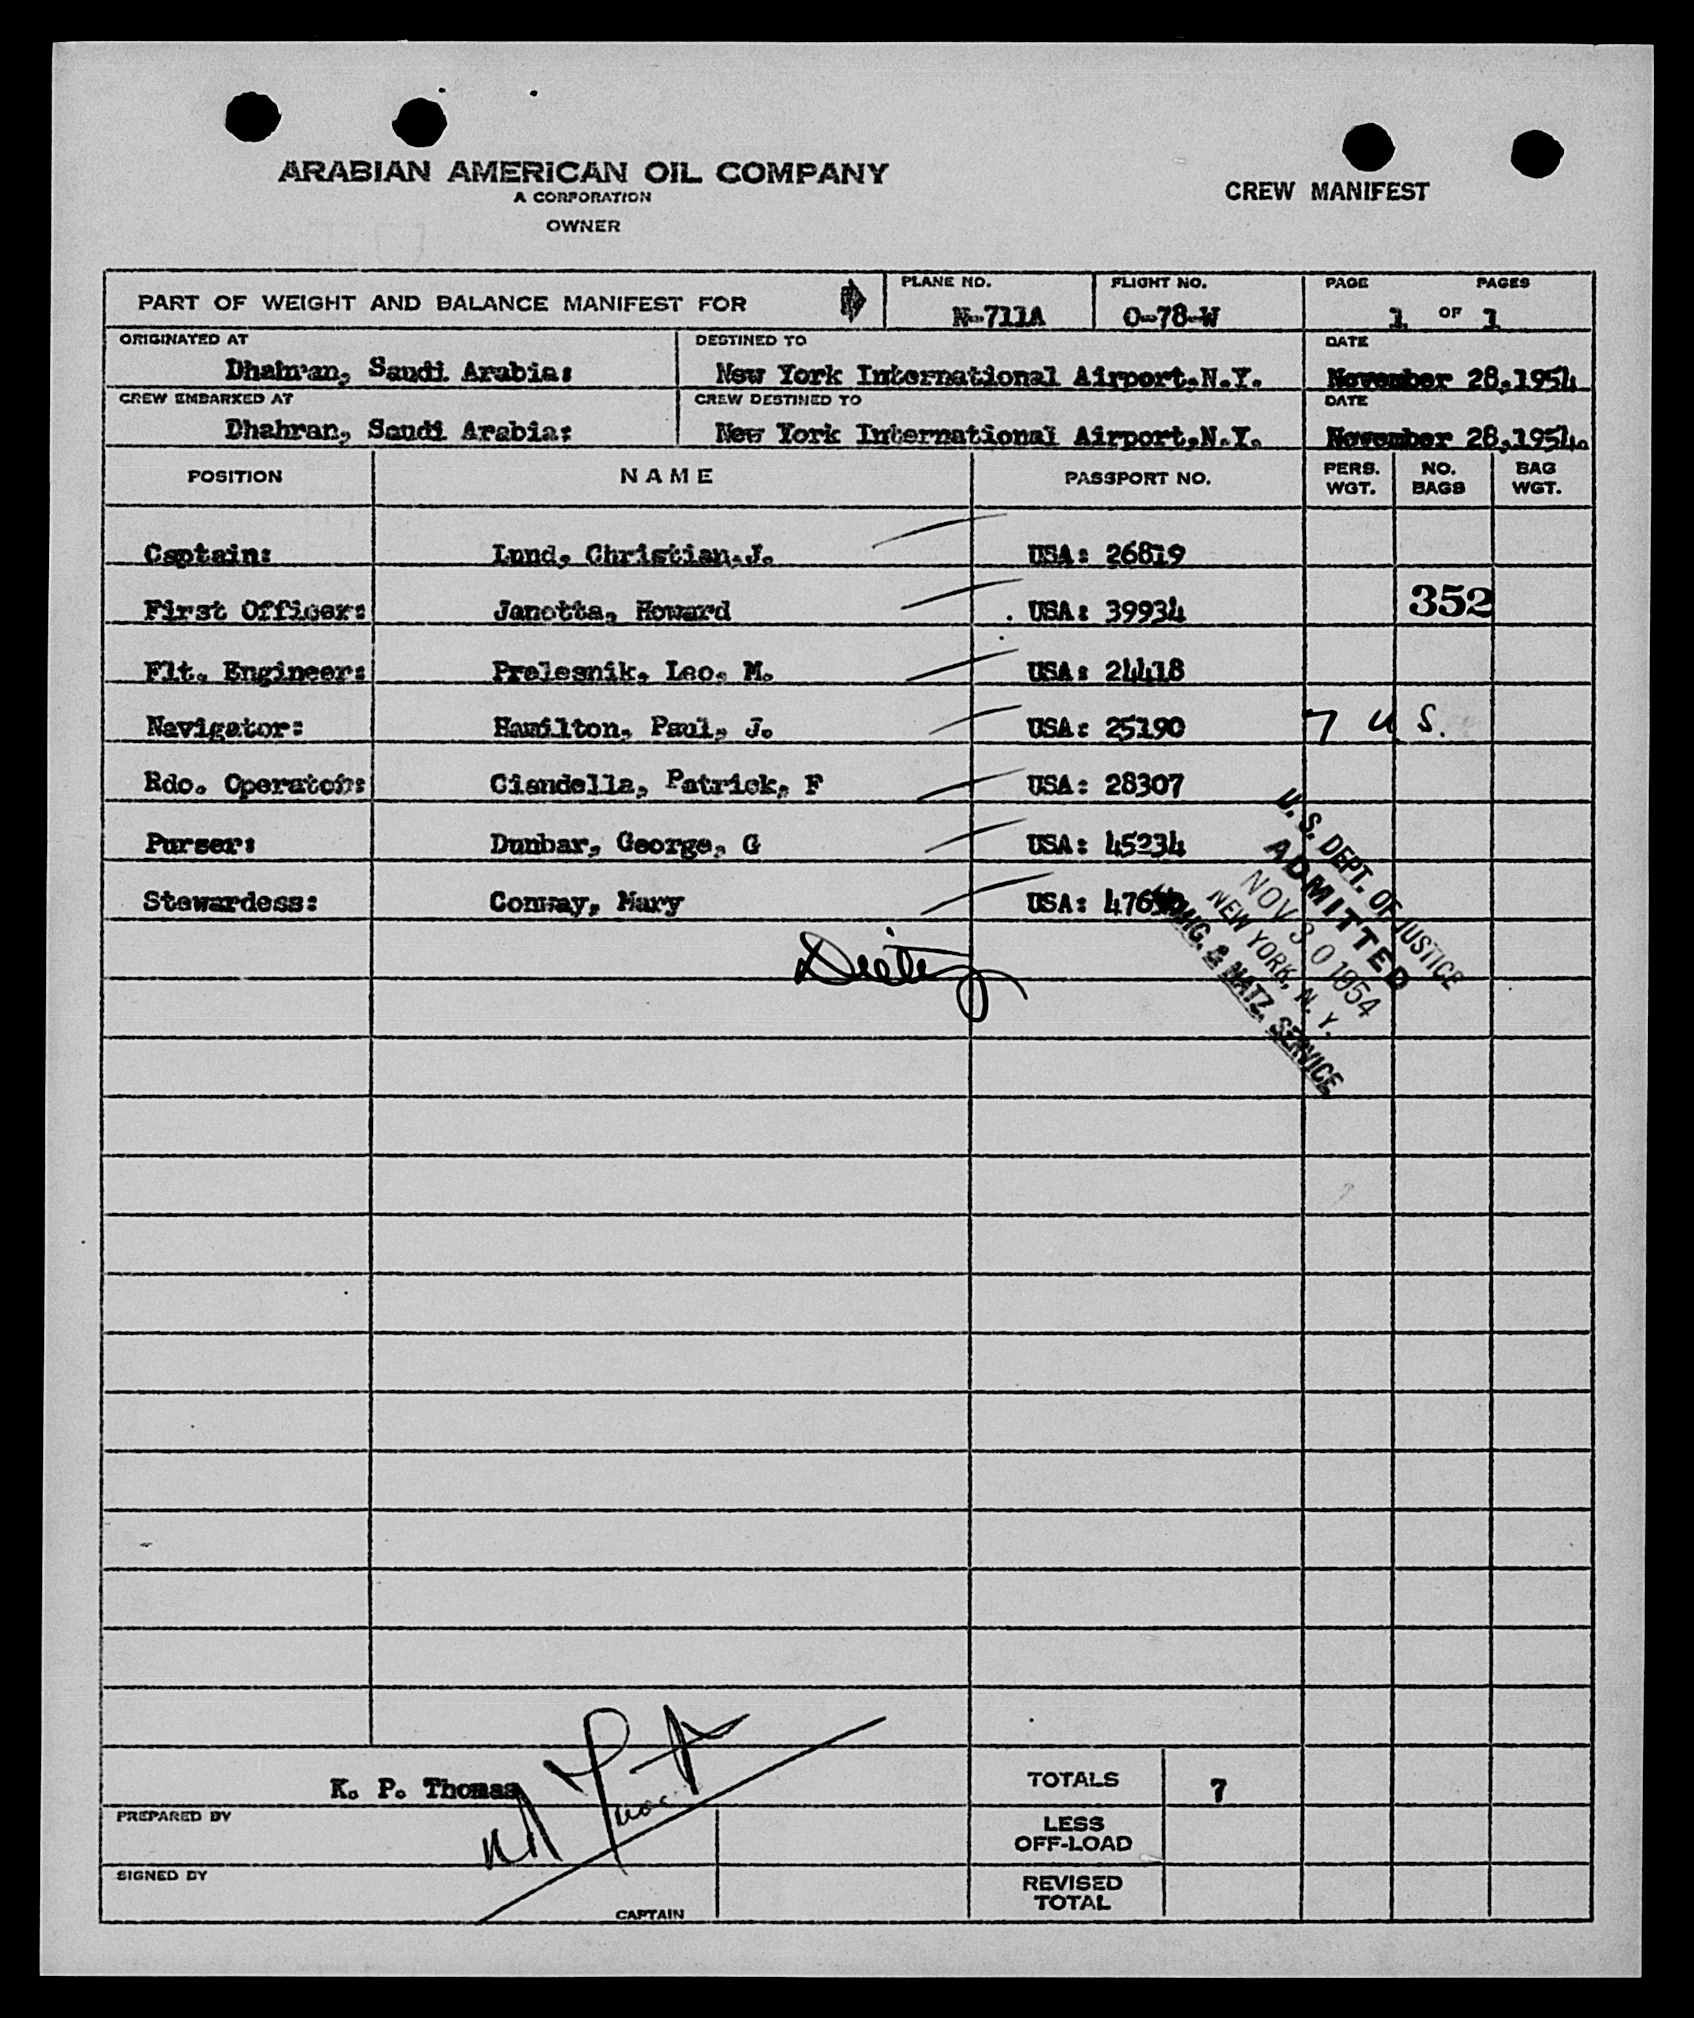 ARABIAN AMERICAN OIL COMPANY
A CORPORATION
OWNER
CREW MANIFEST
PART OF WEIGHT AND BALANCE MANIFEST FOR
PLANE NO.
N-711A
FLIGHT NO.
O-78-W
PAGE PAGES
1 OF 1
ORIGINATED AT
Dhahran, Saudi Arabia:
DESTINED TO
New York International Airport,N.Y.
DATE
November 28,1954
CREW EMBARKED AT
Dhahran, Saudi Arabia:
CREW DESTINED TO
New York International Airport,N.Y.
DATE
November 28,1954.
POSITION NAME PASSPORT NO. PERS. WGT. NO. BAGS BAG WGT.
Captain: Lund, Christian.J. USA: 26819
First Officer: Janotta, Howard USA: 39934 352
Flt. Engineer: Prelesnik, Leo. M. USA: 24418
Navigator: Hamilton, Paul, J. USA: 25190 7 U.S.
Rdo. Operator: Ciandella, Patrick, F USA: 28307
Purser: Dunbar, George, G USA: 45234
Stewardess: Conway, Mary USA:
U. S. DEPT. OF JUSTICE
ADMITTED
NOV 30 1954
NEW YORK, N. Y.
IMMIG. & NATZ. SERVICE
K. P. Thomas
PREPARED BY
SIGNED BY
CAPTAIN
TOTALS 7
LESS
OFF-LOAD
REVISED
TOTAL